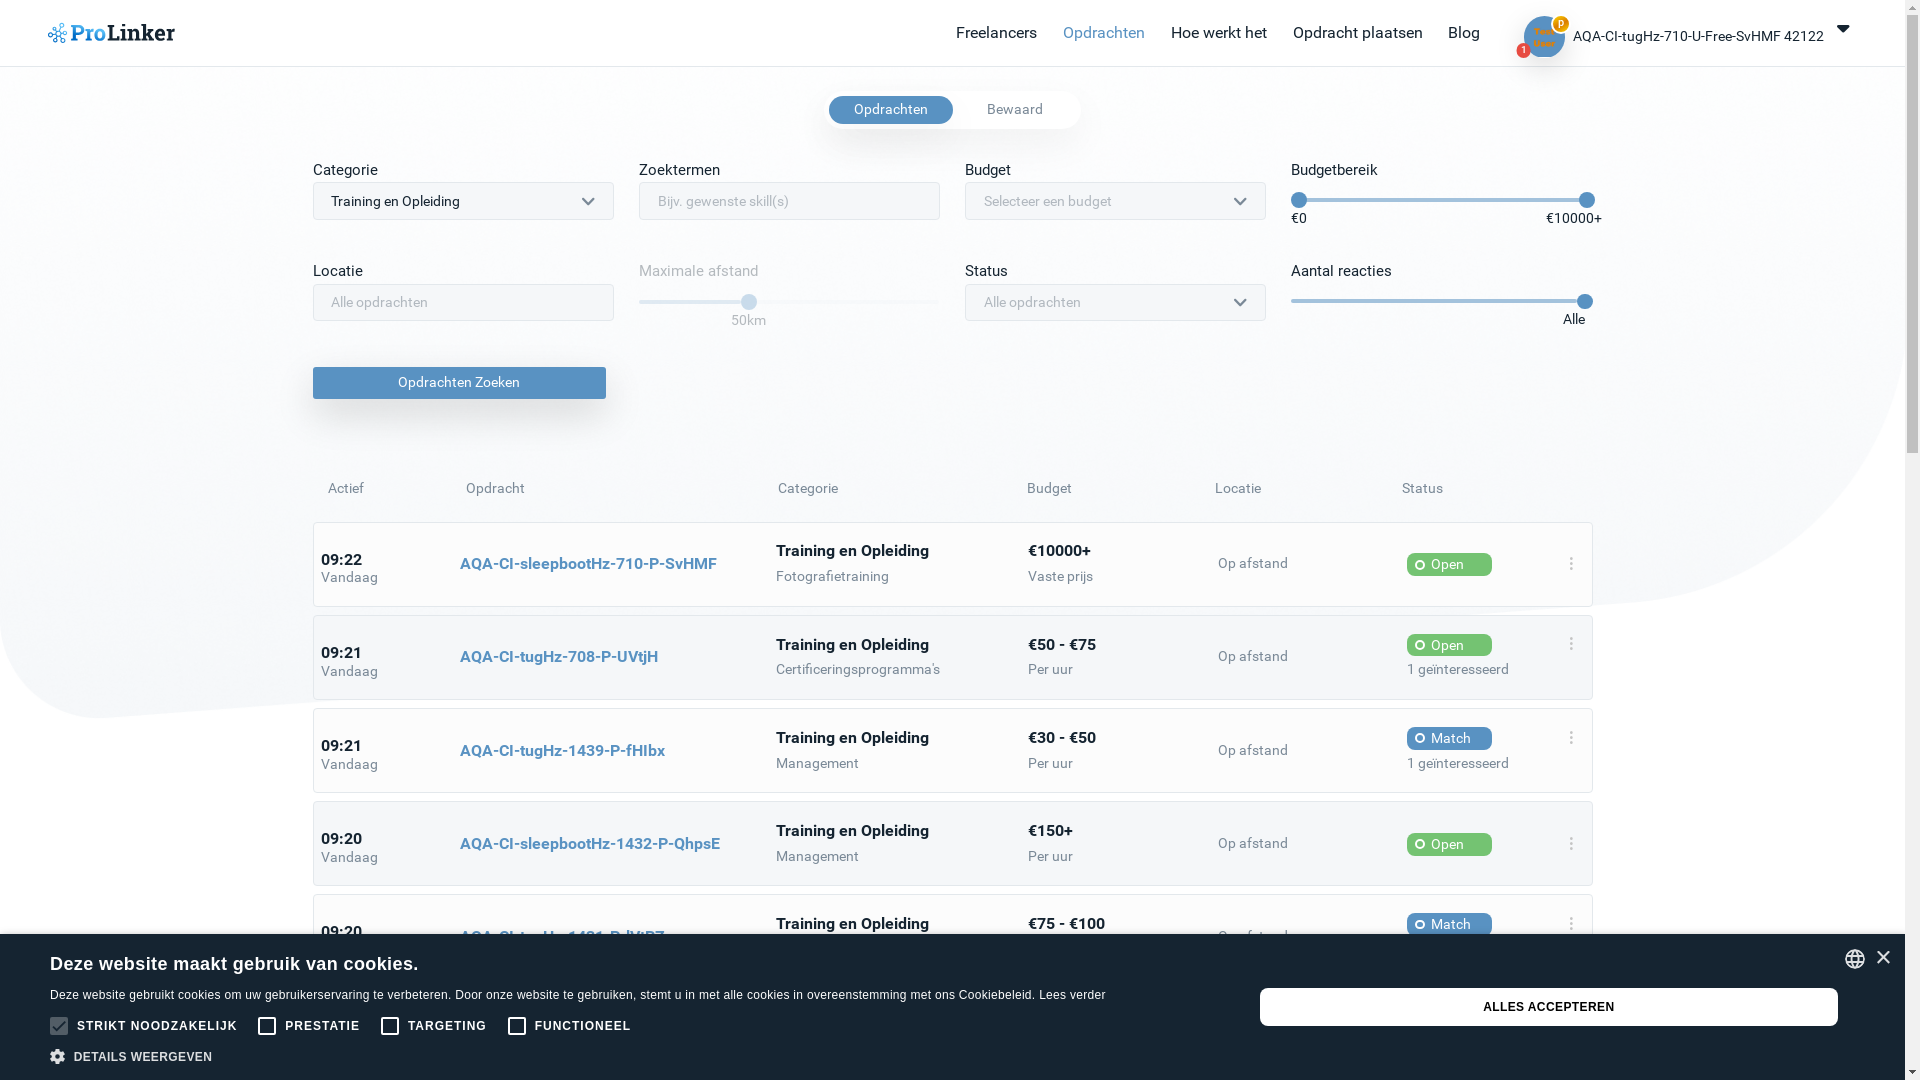 ProLinker
Freelancers Opdrachten Hoe werkt het Opdracht plaatsen Blog
p
1
AQA-CI-tugHz-710-U-Free-SvHMF 42122
Opdrachten Bewaard
Categorie Zoektermen Budget Budgetbereik
Training en Opleiding Bijv. gewenste skill(s) Selecteer een budget
€0 €10000+
Locatie Maximale afstand Status Aantal reacties
Alle opdrachten Alle opdrachten
50km Alle
Opdrachten Zoeken
Actief Opdracht Categorie Budget Locatie Status
09:22 AQA-CI-sleepbootHz-710-P-SvHMF Training en Opleiding €10000+ Op afstand Open
Vandaag Fotografietraining Vaste prijs
09:21 AQA-CI-tugHz-708-P-UVtjH Training en Opleiding €50 - €75 Op afstand Open
Vandaag Certificeringsprogramma's Per uur 1 geïnteresseerd
09:21 AQA-CI-tugHz-1439-P-fHIbx Training en Opleiding €30 - €50 Op afstand Match
Vandaag Management Per uur 1 geïnteresseerd
09:20 AQA-CI-sleepbootHz-1432-P-QhpsE Training en Opleiding €150+ Op afstand Open
Vandaag Management Per uur
09:20 Training en Opleiding €75 - €100 Match
Deze website maakt gebruik van cookies.
Deze website gebruikt cookies om uw gebruikerservaring te verbeteren. Door onze website te gebruiken, stemt u in met alle cookies in overeenstemming met ons Cookiebeleid. Lees verder
STRIKT NOODZAKELIJK PRESTATIE TARGETING FUNCTIONEEL
DETAILS WEERGEVEN
ALLES ACCEPTEREN